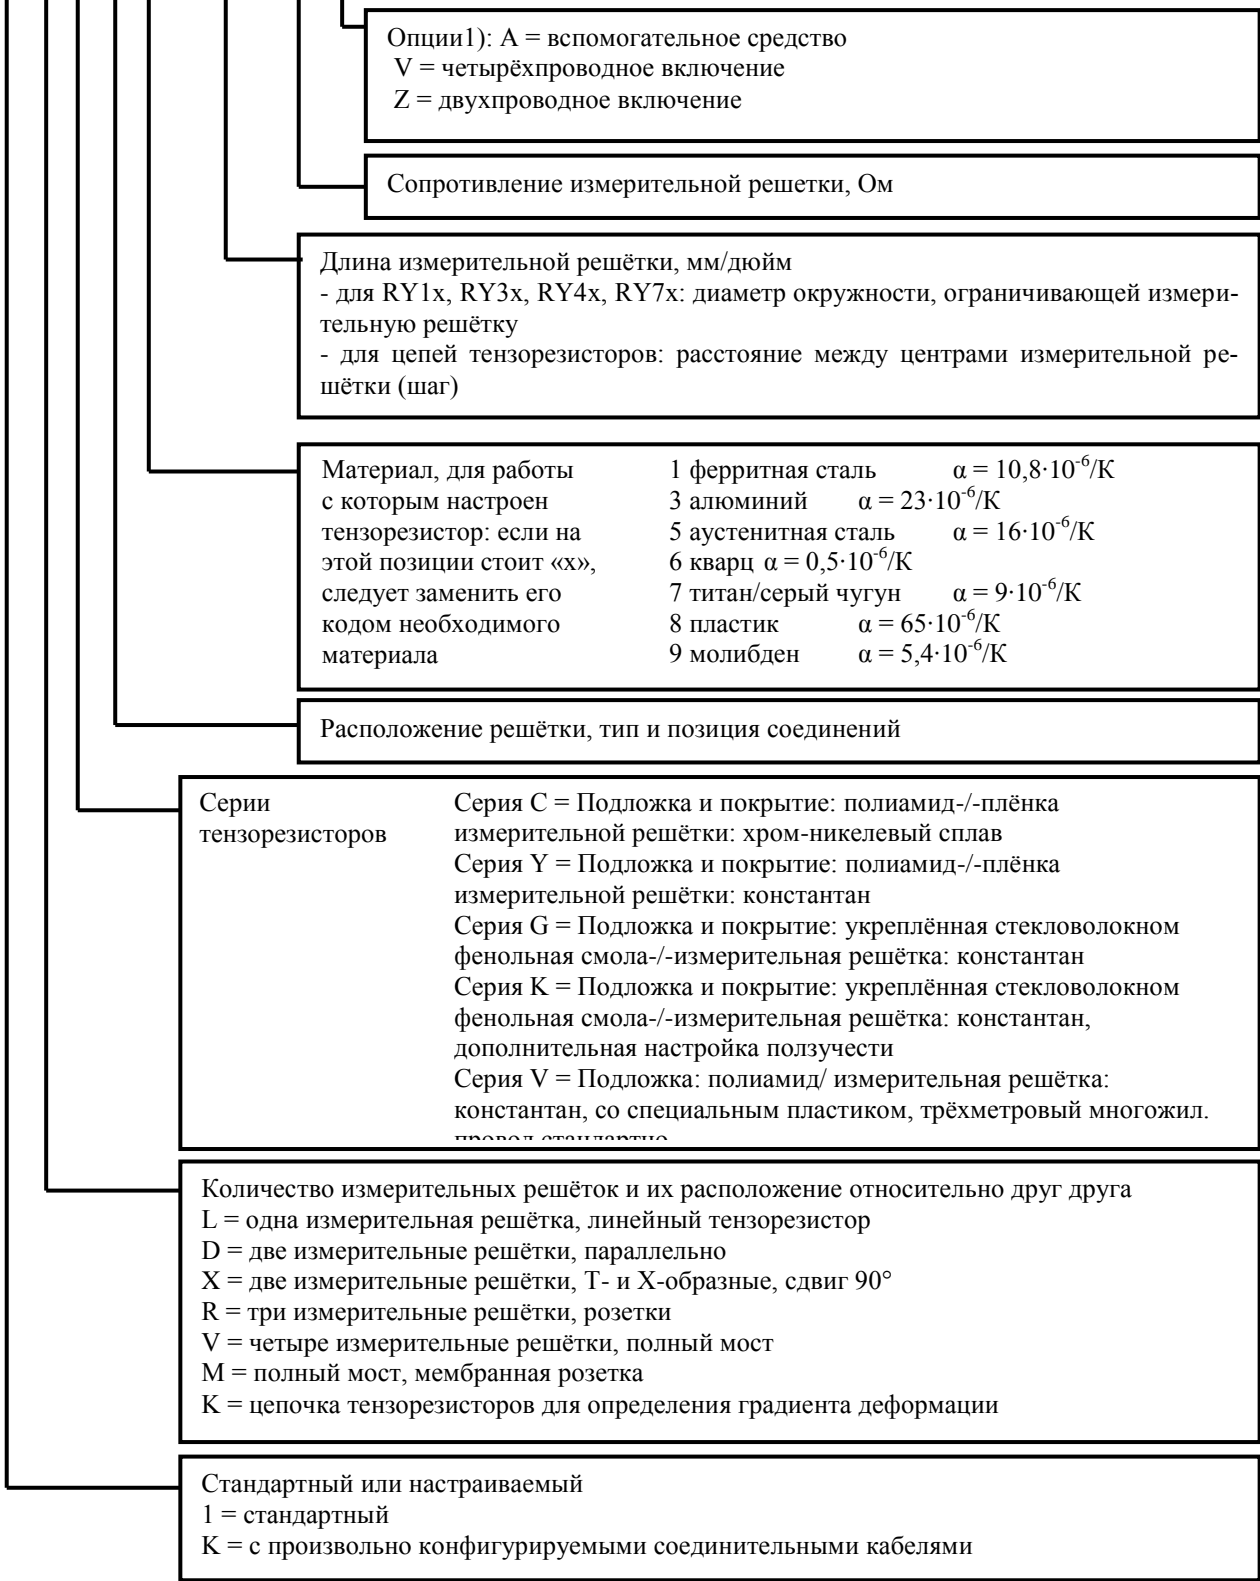 Опции1): A = вспомогательное средство
V = четырёхпроводное включение
Z = двухпроводное включение
Сопротивление измерительной решетки, Ом
Длина измерительной решётки, мм/дюйм
- для RY1x, RY3x, RY4x, RY7x: диаметр окружности, ограничивающей измери-
тельную решётку
- для цепей тензорезисторов: расстояние между центрами измерительной ре-
шётки (шаг)
Материал, для работы
с которым настроен
тензорезистор: если на
этой позиции стоит «x»,
следует заменить его
кодом необходимого
материала
1 ферритная сталь α = 10,8·10⁻⁶/K
3 алюминий α = 23·10⁻⁶/K
5 аустенитная сталь α = 16·10⁻⁶/K
6 кварц α = 0,5·10⁻⁶/K
7 титан/серый чугун α = 9·10⁻⁶/K
8 пластик α = 65·10⁻⁶/K
9 молибден α = 5,4·10⁻⁶/K
Расположение решётки, тип и позиция соединений
Серии
тензорезисторов
Серия C = Подложка и покрытие: полиамид-/-плёнка
измерительной решётки: хром-никелевый сплав
Серия Y = Подложка и покрытие: полиамид-/-плёнка
измерительной решётки: константан
Серия G = Подложка и покрытие: укреплённая стекловолокном
фенольная смола-/-измерительная решётка: константан
Серия K = Подложка и покрытие: укреплённая стекловолокном
фенольная смола-/-измерительная решётка: константан,
дополнительная настройка ползучести
Серия V = Подложка: полиамид/ измерительная решётка:
константан, со специальным пластиком, трёхметровый многожил.
провод стандартно
Количество измерительных решёток и их расположение относительно друг друга
L = одна измерительная решётка, линейный тензорезистор
D = две измерительные решётки, параллельно
X = две измерительные решётки, T- и X-образные, сдвиг 90°
R = три измерительные решётки, розетки
V = четыре измерительные решётки, полный мост
M = полный мост, мембранная розетка
K = цепочка тензорезисторов для определения градиента деформации
Стандартный или настраиваемый
1 = стандартный
K = с произвольно конфигурируемыми соединительными кабелями